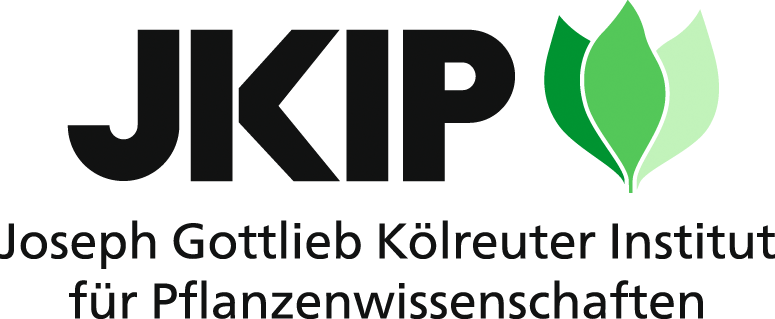 JKIP
Joseph Gottlieb Kölreuter Institut
für Pflanzenwissenschaften